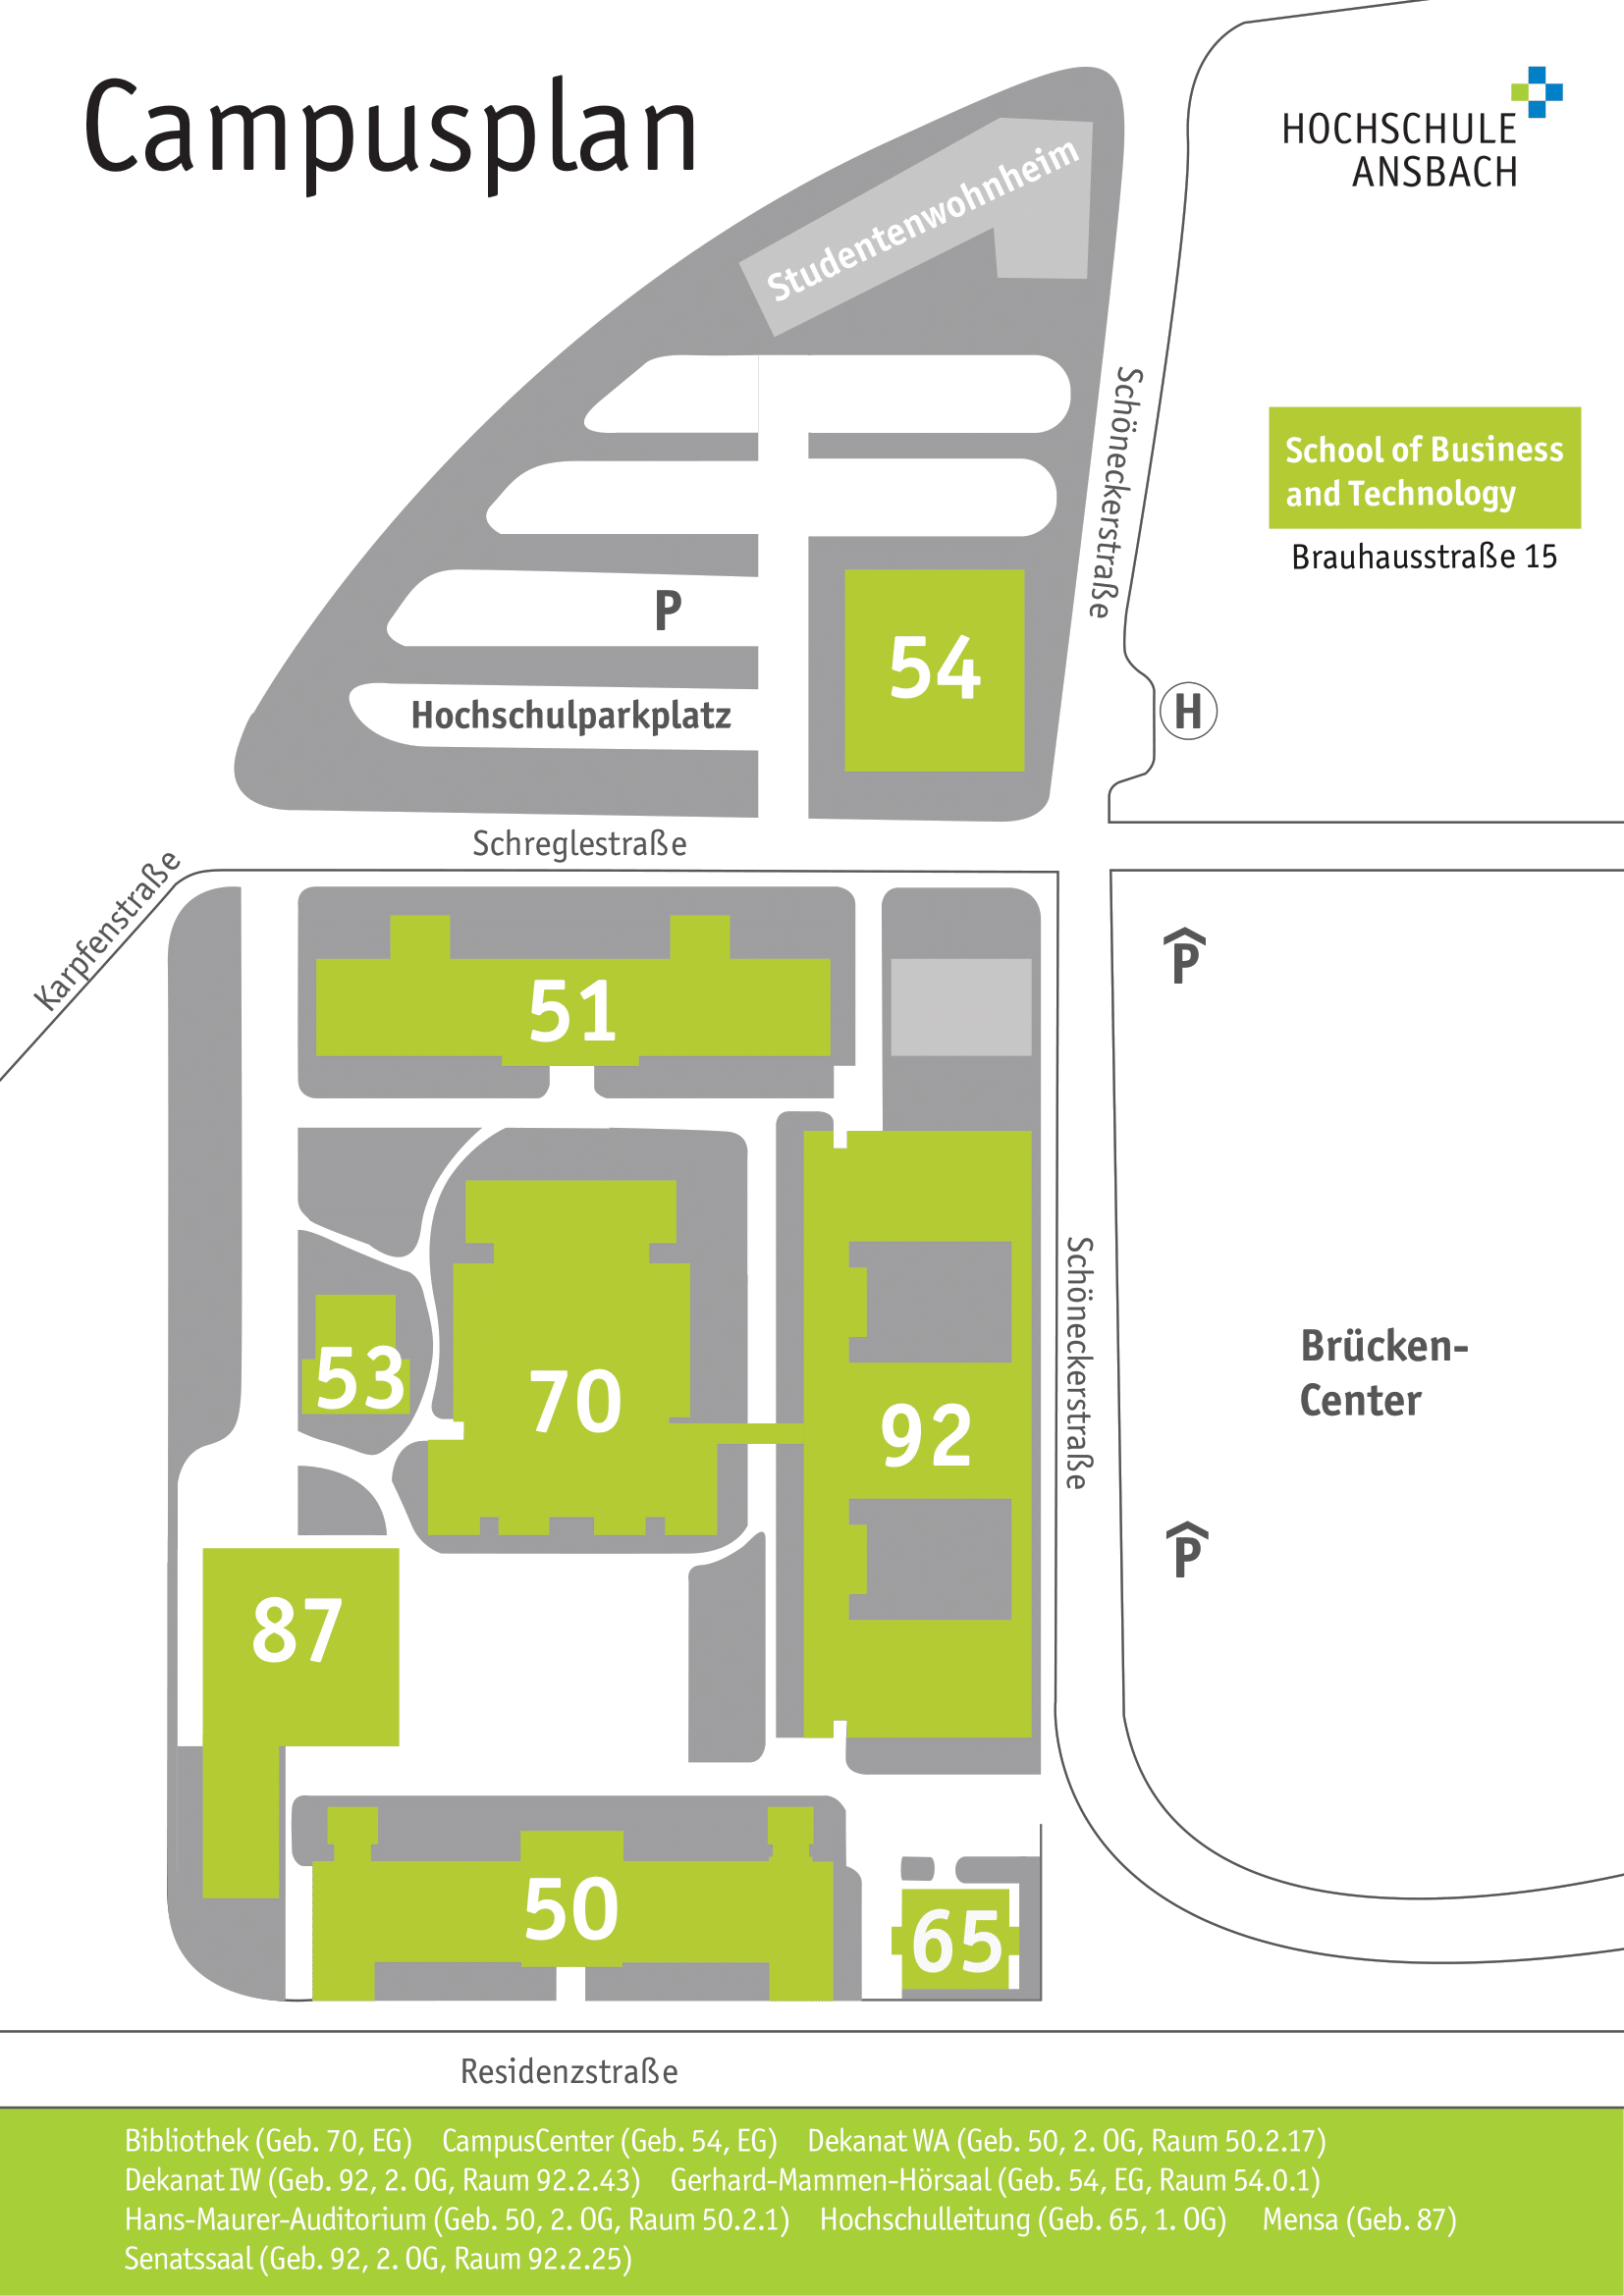 Campusplan
HOCHSCHULE
ANSBACH
Studentenwohnheim
Schöneckerstraße
School of Business
and Technology
Brauhausstraße 15
P
54
Hochschulparkplatz
H
Schreglestraße
Karpfenstraße
P
51
Schöneckerstraße
Brücken-
Center
53
70
92
P
87
50
65
Residenzstraße
Bibliothek (Geb. 70, EG) CampusCenter (Geb. 54, EG) Dekanat WA (Geb. 50, 2. OG, Raum 50.2.17)
Dekanat IW (Geb. 92, 2. OG, Raum 92.2.43) Gerhard-Mammen-Hörsaal (Geb. 54, EG, Raum 54.0.1)
Hans-Maurer-Auditorium (Geb. 50, 2. OG, Raum 50.2.1) Hochschulleitung (Geb. 65, 1. OG) Mensa (Geb. 87)
Senatssaal (Geb. 92, 2. OG, Raum 92.2.25)